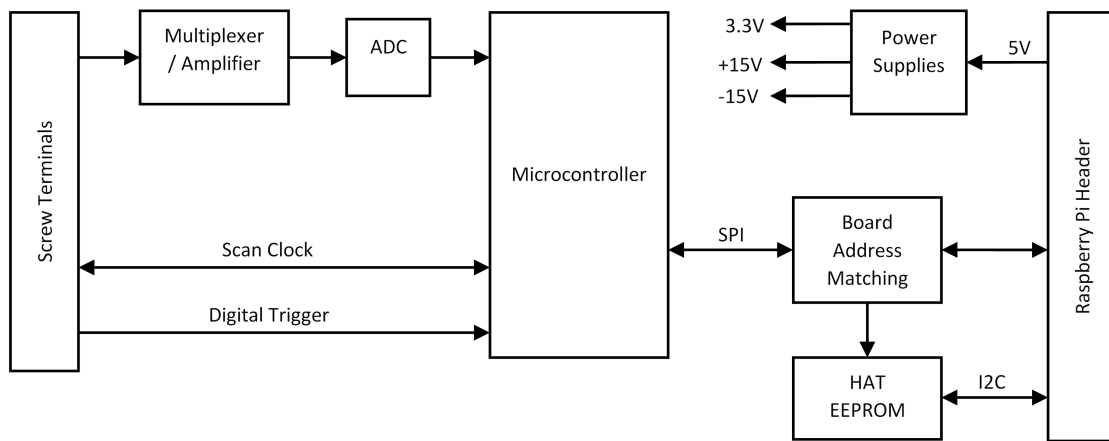 Screw Terminals
Multiplexer
/ Amplifier
ADC
Microcontroller
Scan Clock
Digital Trigger
3.3V
+15V
-15V
Power
Supplies
5V
SPI
Board
Address
Matching
HAT
EEPROM
I2C
Raspberry Pi Header